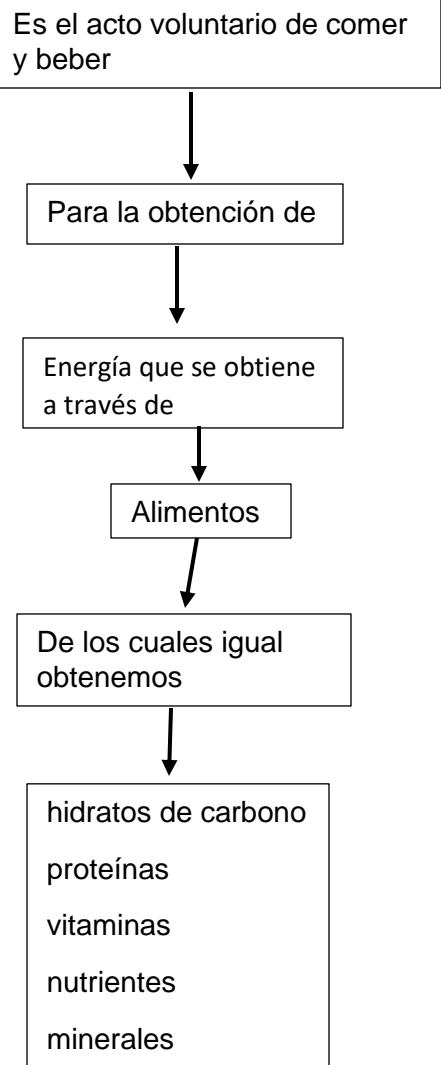 Es el acto voluntario de comer
y beber
Para la obtención de
Energía que se obtiene
a través de
Alimentos
De los cuales igual
obtenemos
hidratos de carbono
proteínas
vitaminas
nutrientes
minerales